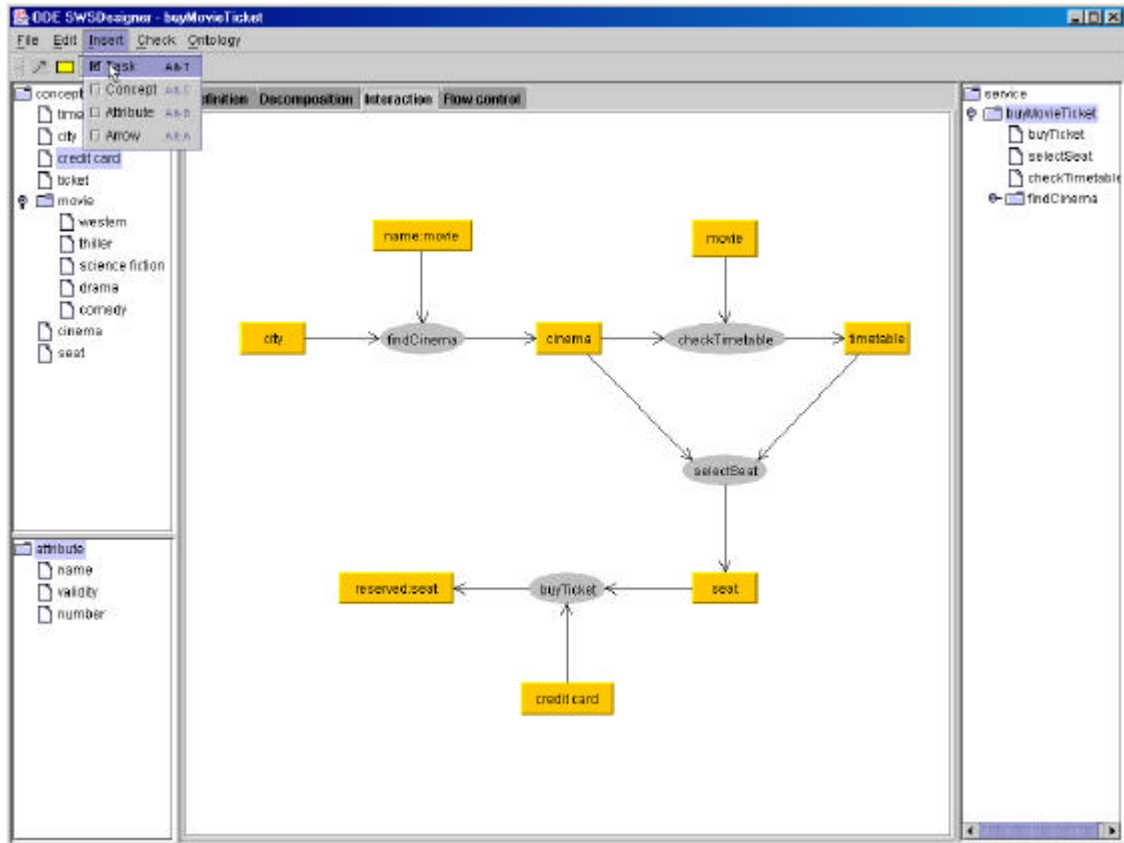 ODE SWSDesigner - buyMovieTicket
File Edit Insert Check Ontology
Task Alt-T
Concept Alt-C
Attribute
Arrow Alt-A
Decomposition Interaction Flow control
city
credit card
ticket
movie
western
thriller
science fiction
drama
comedy
cinema
seat
attribute
name
validity
number
name:movie
movie
city
findCinema
cinema
checkTimetable
timetable
selectSeat
reserved:seat
buyTicket
seat
credit card
service
buyMovieTicket
buyTicket
selectSeat
checkTimetable
findCinema